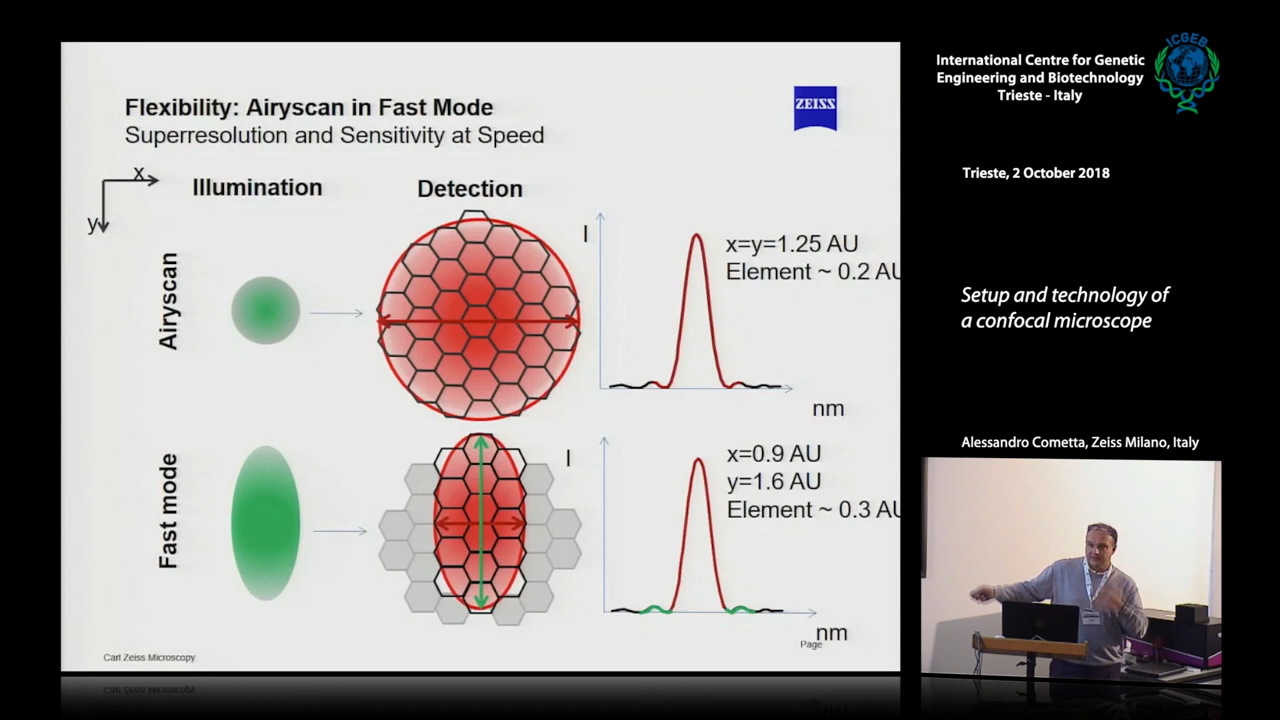 Flexibility: Airyscan in Fast Mode
Superresolution and Sensitivity at Speed
ZEISS
x
y
Illumination
Detection
Airyscan
I
x=y=1.25 AU
Element ~ 0.2 AU
nm
Fast mode
I
x=0.9 AU
y=1.6 AU
Element ~ 0.3 AU
nm
Page
Carl Zeiss Microscopy
International Centre for Genetic
Engineering and Biotechnology
Trieste - Italy
ICGEB
Trieste, 2 October 2018
Setup and technology of
a confocal microscope
Alessandro Cometta, Zeiss Milano, Italy